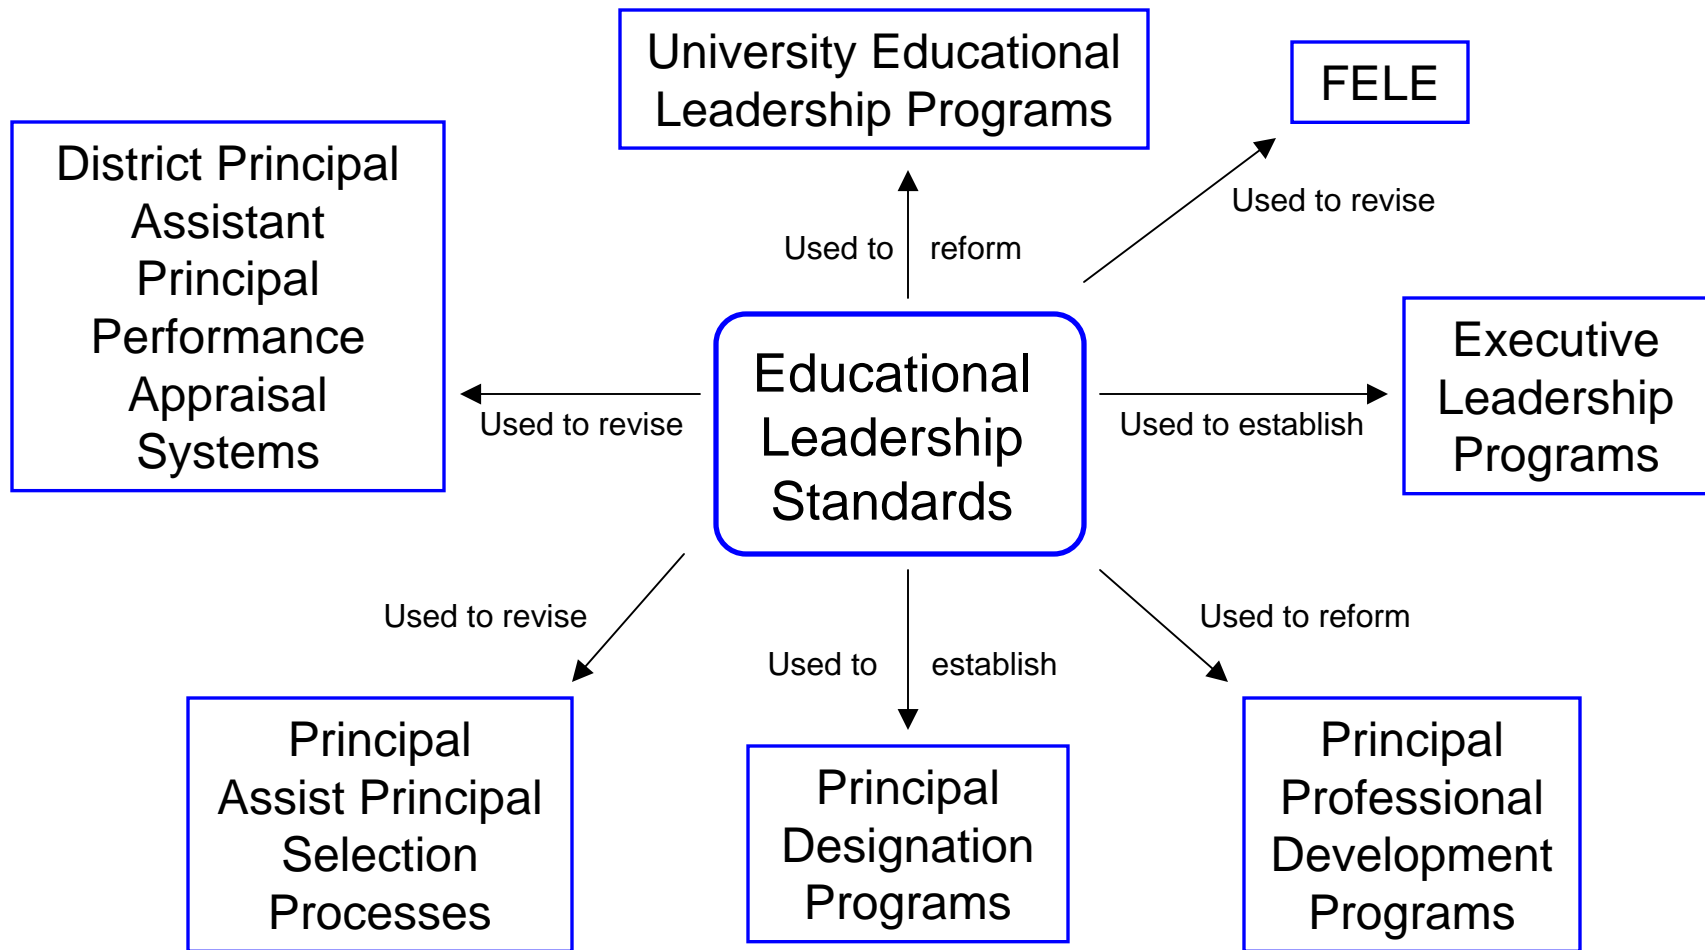 University Educational
Leadership Programs
FELE
District Principal
Assistant
Principal
Performance
Appraisal
Systems
Used to revise
Used to reform
Educational
Leadership
Standards
Executive
Leadership
Programs
Used to revise
Used to establish
Used to revise
Used to establish
Used to reform
Principal
Assist Principal
Selection
Processes
Principal
Designation
Programs
Principal
Professional
Development
Programs